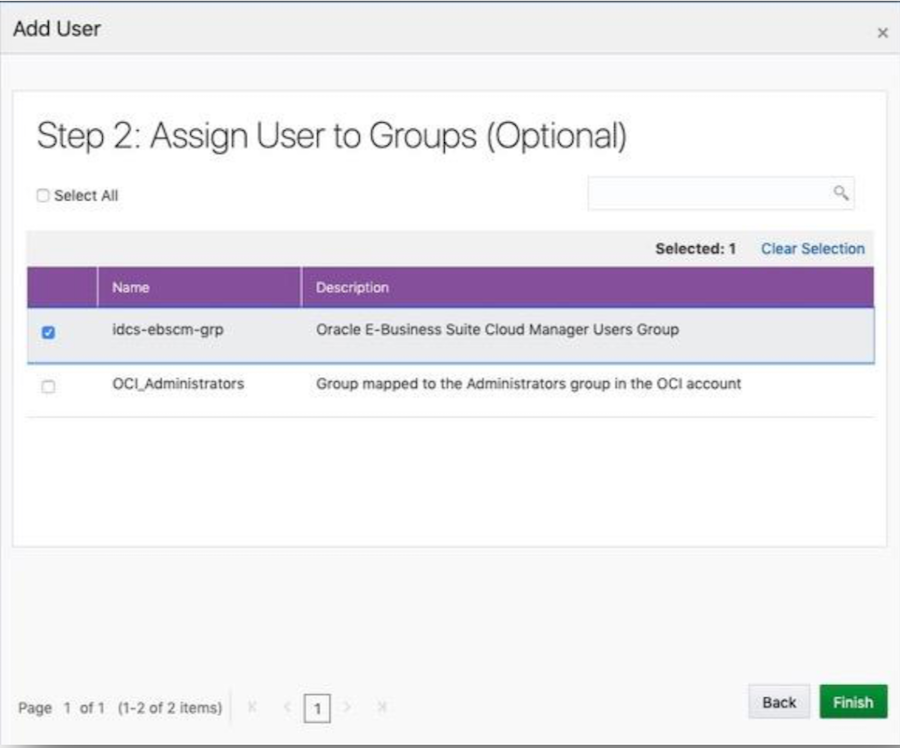 Add User
×
Step 2: Assign User to Groups (Optional)
Select All
Selected: 1 Clear Selection
Name Description
idcs-ebscm-grp Oracle E-Business Suite Cloud Manager Users Group
OCI_Administrators Group mapped to the Administrators group in the OCI account
Page 1 of 1 (1-2 of 2 items) 1 Back Finish